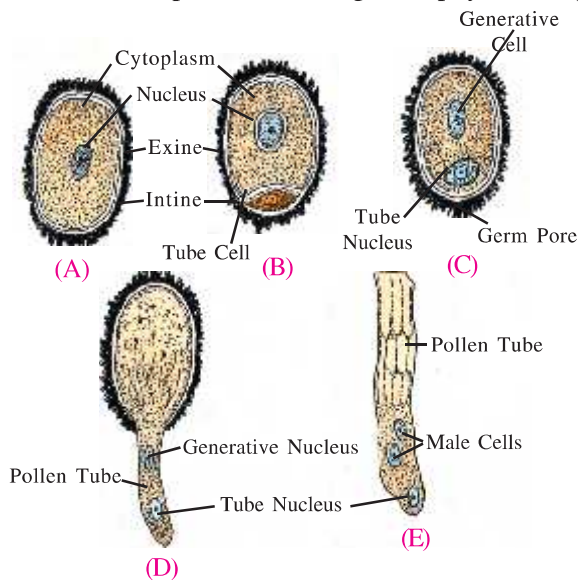 Generative
Cell
Cytoplasm
Nucleus
Exine
Intine
Tube Cell
Tube
Nucleus
Germ Pore
(A)
(B)
(C)
Pollen Tube
Generative Nucleus
Male Cells
Pollen Tube
Tube Nucleus
(D)
(E)